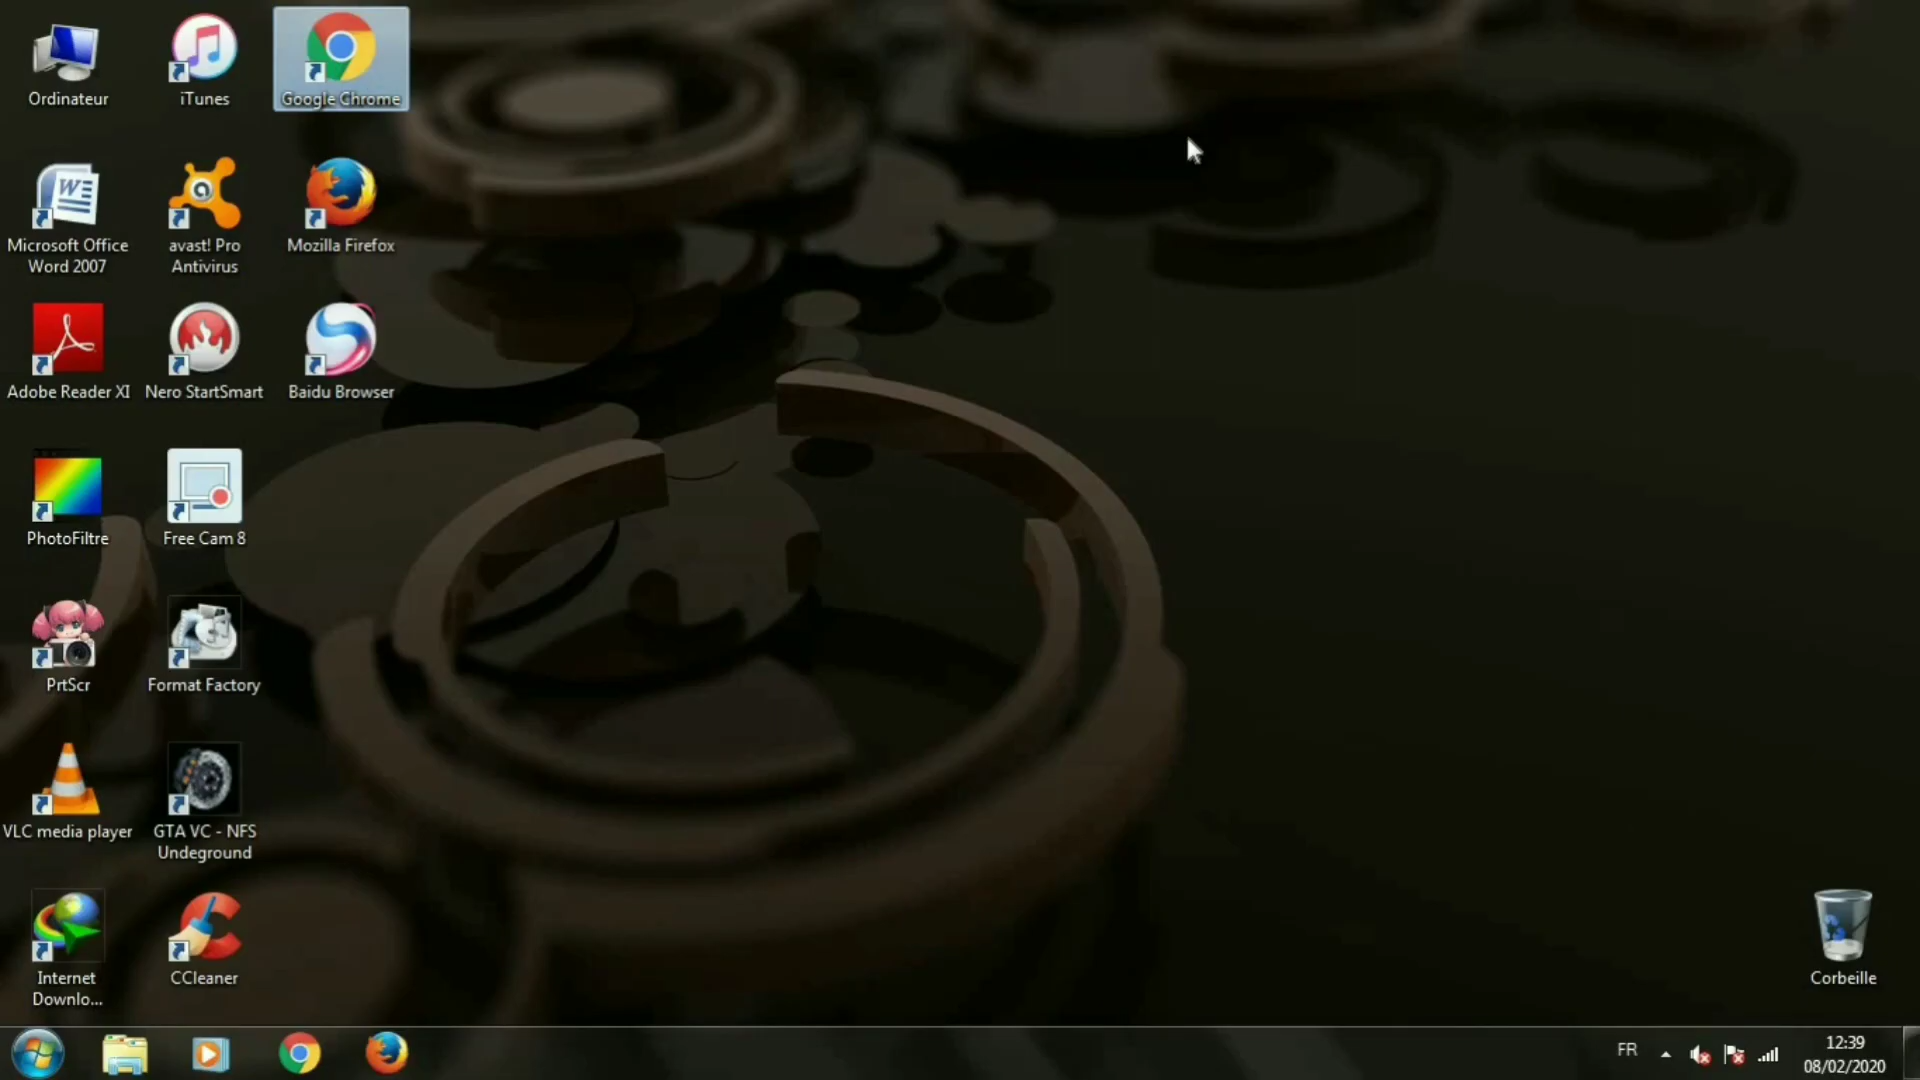 Ordinateur
iTunes
Google Chrome
Microsoft Office
Word 2007
avast! Pro
Antivirus
Mozilla Firefox
Adobe Reader XI
Nero StartSmart
Baidu Browser
PhotoFiltre
Free Cam 8
PrtScr
Format Factory
VLC media player
GTA VC - NFS
Undeground
Internet
Downlo...
CCleaner
Corbeille
FR
12:39
08/02/2020